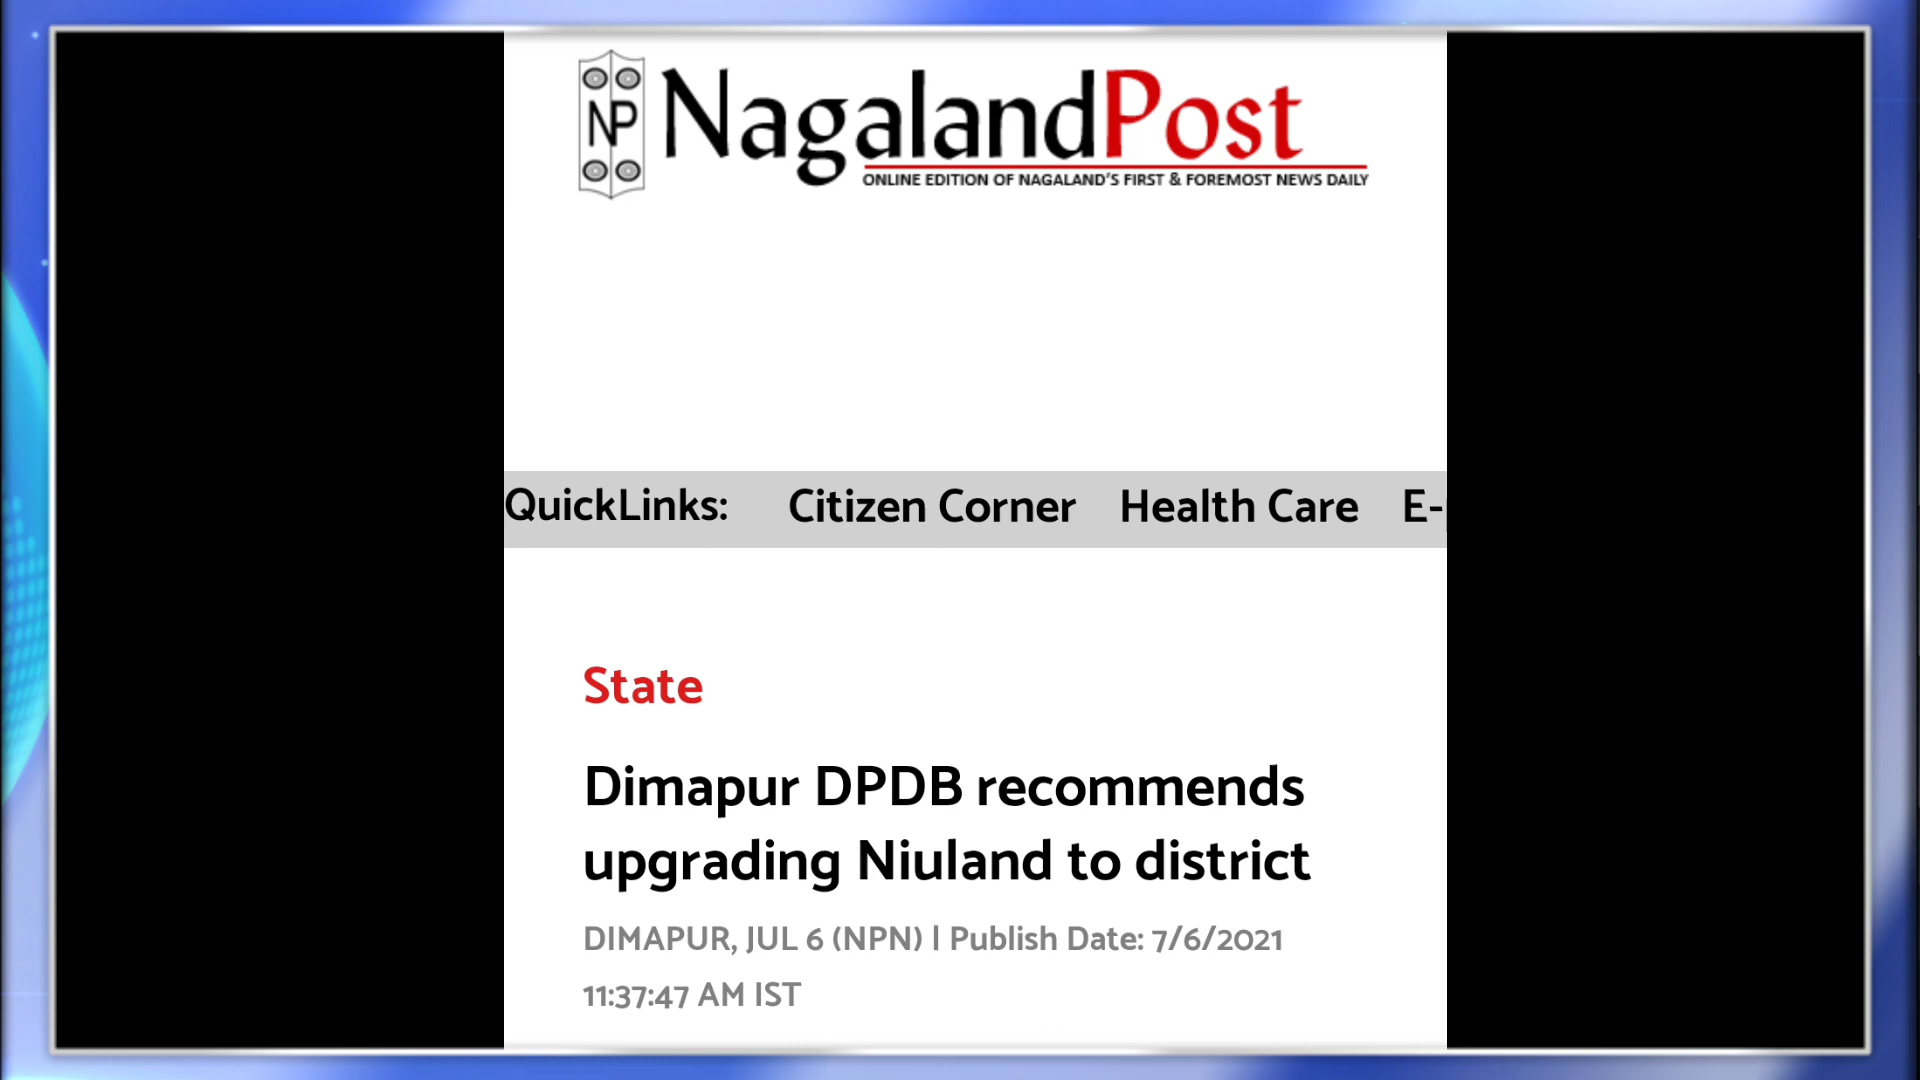 NP
NagalandPost
ONLINE EDITION OF NAGALAND'S FIRST & FOREMOST NEWS DAILY
QuickLinks: Citizen Corner Health Care E-
State
Dimapur DPDB recommends
upgrading Niuland to district
DIMAPUR, JUL 6 (NPN) | Publish Date: 7/6/2021
11:37:47 AM IST